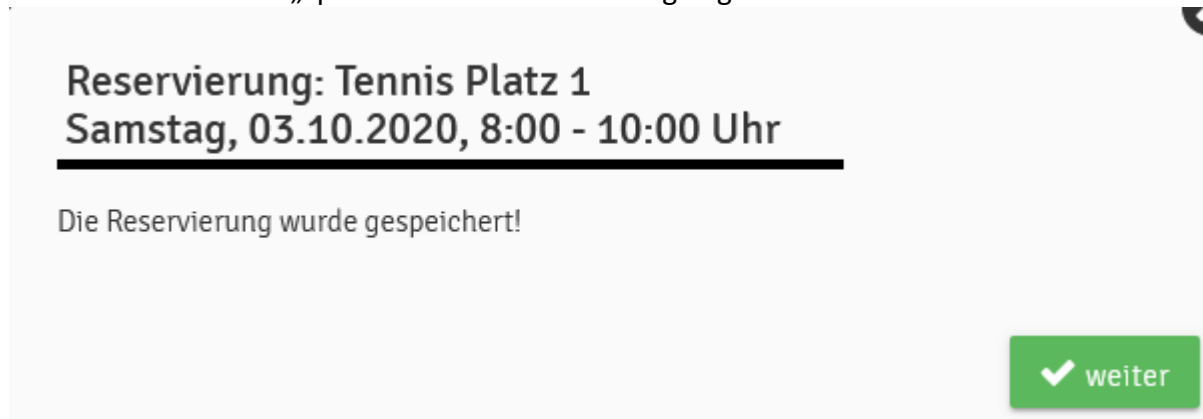 Reservierung: Tennis Platz 1
Samstag, 03.10.2020, 8:00 - 10:00 Uhr
Die Reservierung wurde gespeichert!
weiter